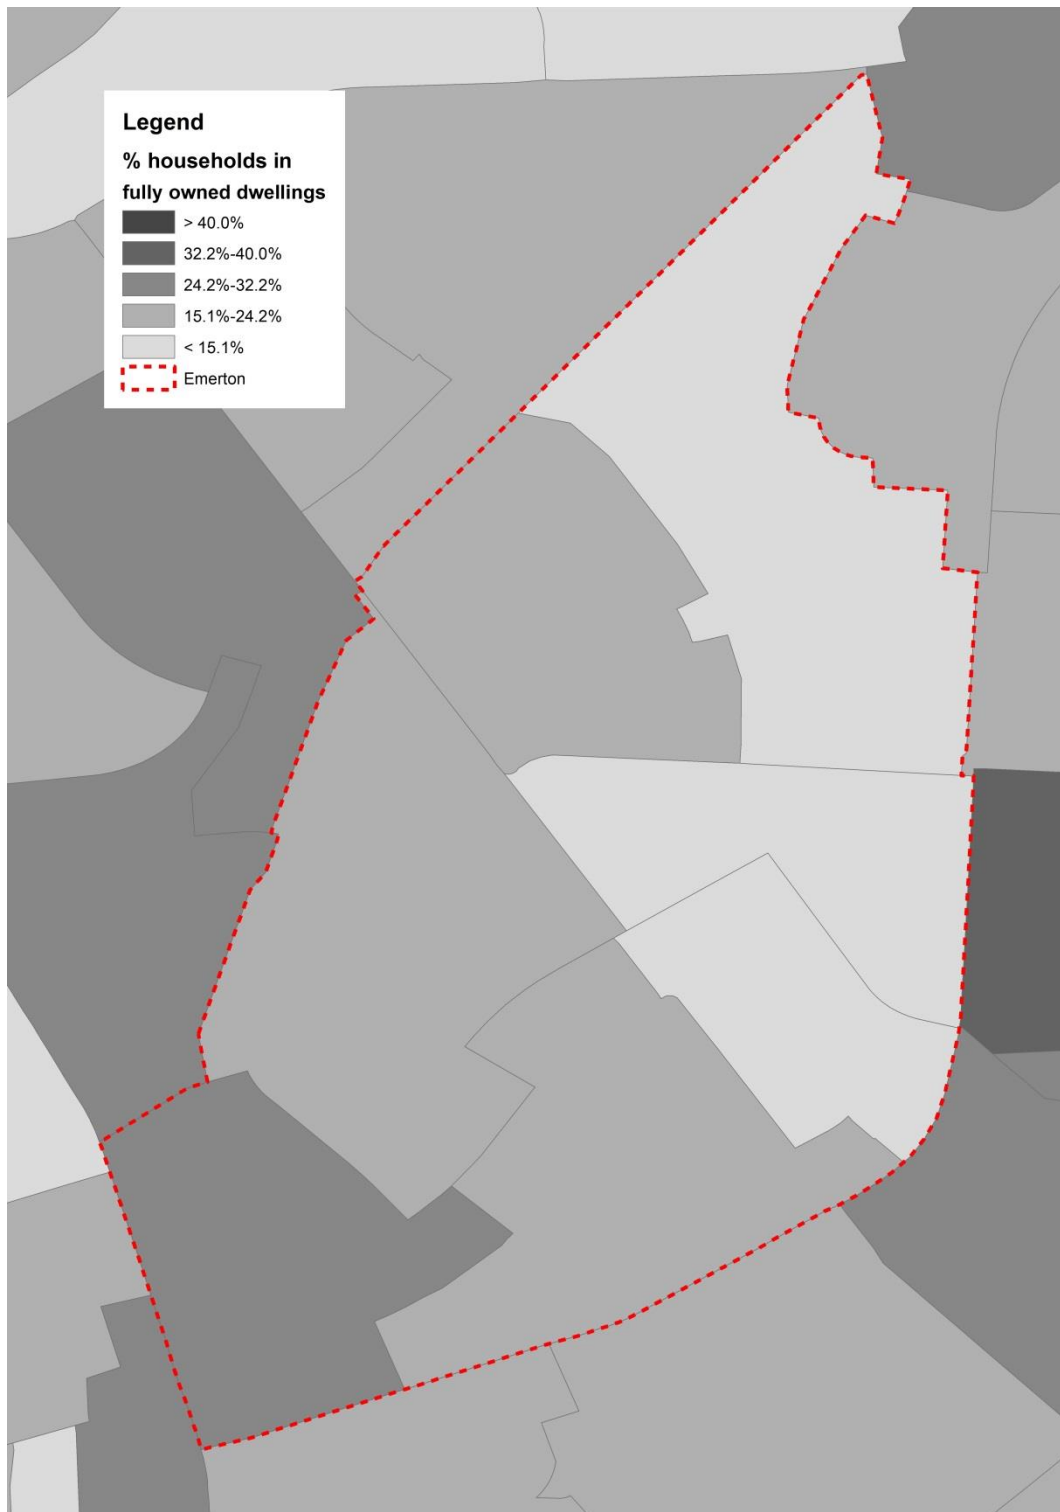 Legend
% households in
fully owned dwellings
> 40.0%
32.2%-40.0%
24.2%-32.2%
15.1%-24.2%
< 15.1%
Emerton